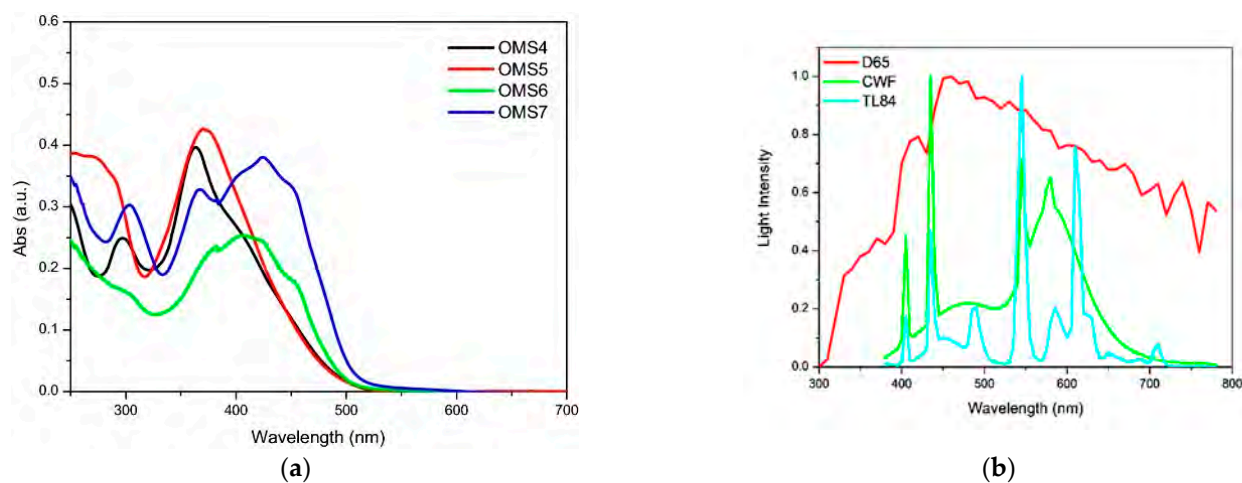 0.6
0.5
0.4
0.3
0.2
0.1
0.0
Abs (a.u.)
OMS4
OMS5
OMS6
OMS7
300 400 500 600 700
Wavelength (nm)
(a)
1.0
0.8
0.6
0.4
0.2
0.0
Light Intensity
D65
CWF
TL84
300 400 500 600 700 800
Wavelength (nm)
(b)